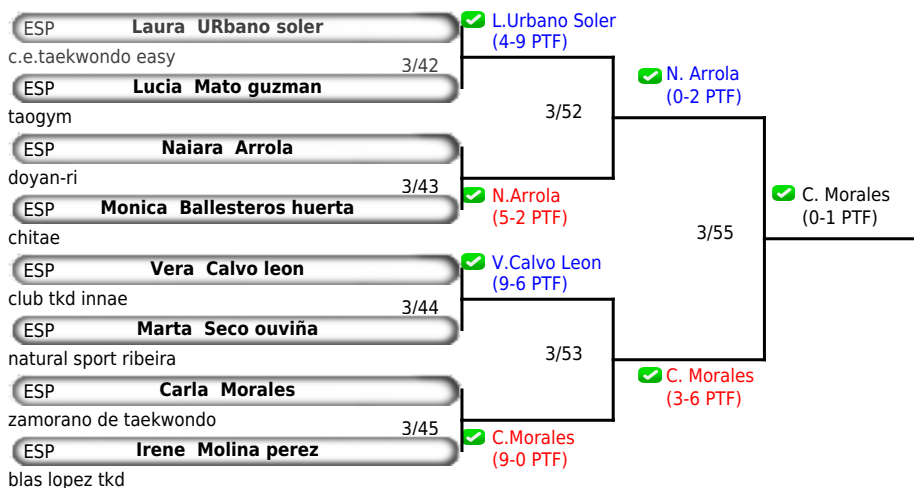 ESP Laura URbano soler
c.e.taekwondo easy
3/42
ESP Lucia Mato guzman
taogym
ESP Naiara Arrola
doyan-ri
3/43
ESP Monica Ballesteros huerta
chitae
ESP Vera Calvo leon
club tkd innae
3/44
ESP Marta Seco ouviña
natural sport ribeira
ESP Carla Morales
zamorano de taekwondo
3/45
ESP Irene Molina perez
blas lopez tkd
L.Urbano Soler
(4-9 PTF)
3/52
N.Arrola
(5-2 PTF)
V.Calvo Leon
(9-6 PTF)
3/53
C.Morales
(9-0 PTF)
N. Arrola
(0-2 PTF)
3/55
C. Morales
(3-6 PTF)
C. Morales
(0-1 PTF)